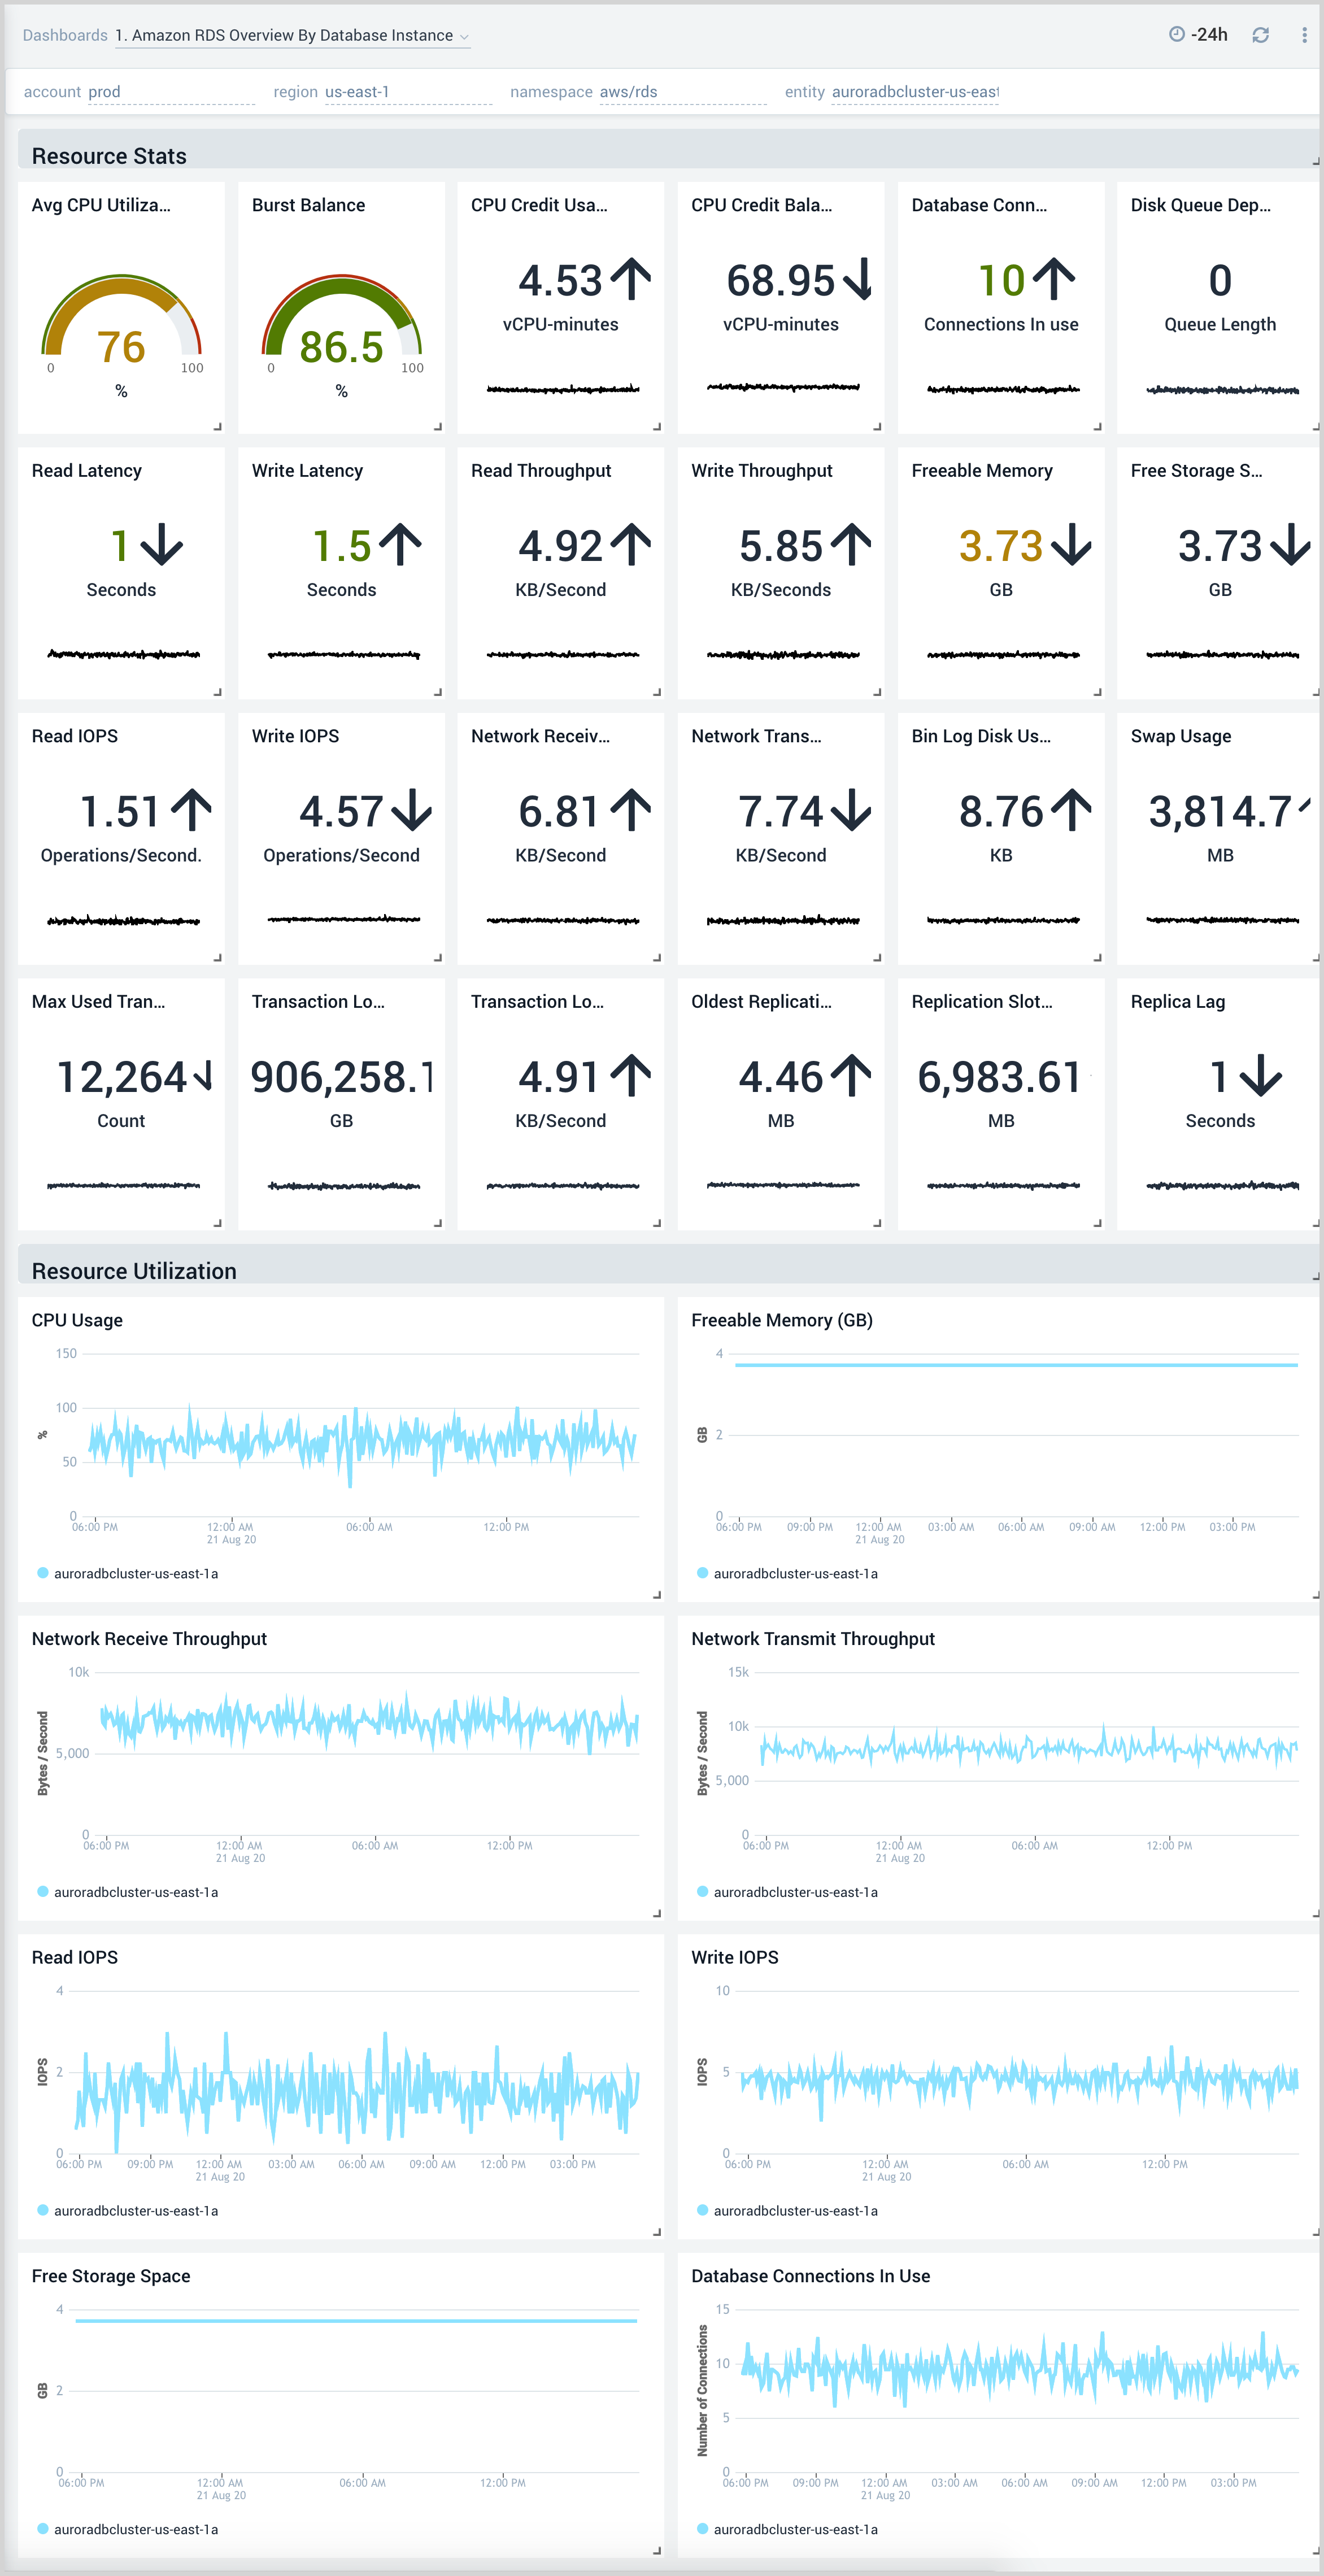 Dashboards 1. Amazon RDS Overview By Database Instance -24h
account prod region us-east-1 namespace aws/rds entity auroradbcluster-us-east
Resource Stats
Avg CPU Utiliza... Burst Balance CPU Credit Usa... CPU Credit Bala... Database Conn... Disk Queue Dep...
76 86.5 4.53 68.95 10 0
0 100 0 100
% % vCPU-minutes vCPU-minutes Connections In use Queue Length
Read Latency Write Latency Read Throughput Write Throughput Freeable Memory Free Storage S...
1 1.5 4.92 5.85 3.73 3.73
Seconds Seconds KB/Second KB/Seconds GB GB
Read IOPS Write IOPS Network Receiv... Network Trans... Bin Log Disk Us... Swap Usage
1.51 4.57 6.81 7.74 8.76 3,814.7
Operations/Second. Operations/Second KB/Second KB/Second KB MB
Max Used Tran... Transaction Lo... Transaction Lo... Oldest Replicati... Replication Slot... Replica Lag
12,264 906,258.1 4.91 4.46 6,983.61 1
Count GB KB/Second MB MB Seconds
Resource Utilization
CPU Usage
150
100
50
0
%
06:00 PM 12:00 AM 06:00 AM 12:00 PM
21 Aug 20
auroradbcluster-us-east-1a
Freeable Memory (GB)
4
2
0
GB
06:00 PM 09:00 PM 12:00 AM 03:00 AM 06:00 AM 09:00 AM 12:00 PM 03:00 PM
21 Aug 20
auroradbcluster-us-east-1a
Network Receive Throughput
10k
5,000
0
Bytes / Second
06:00 PM 12:00 AM 06:00 AM 12:00 PM
21 Aug 20
auroradbcluster-us-east-1a
Network Transmit Throughput
15k
10k
5,000
0
Bytes / Second
06:00 PM 12:00 AM 06:00 AM 12:00 PM
21 Aug 20
auroradbcluster-us-east-1a
Read IOPS
4
2
0
IOPS
06:00 PM 09:00 PM 12:00 AM 03:00 AM 06:00 AM 09:00 AM 12:00 PM 03:00 PM
21 Aug 20
auroradbcluster-us-east-1a
Write IOPS
10
5
0
IOPS
06:00 PM 12:00 AM 06:00 AM 12:00 PM
21 Aug 20
auroradbcluster-us-east-1a
Free Storage Space
4
2
0
GB
06:00 PM 12:00 AM 06:00 AM 12:00 PM
21 Aug 20
auroradbcluster-us-east-1a
Database Connections In Use
15
10
5
0
Number of Connections
06:00 PM 09:00 PM 12:00 AM 03:00 AM 06:00 AM 09:00 AM 12:00 PM 03:00 PM
21 Aug 20
auroradbcluster-us-east-1a